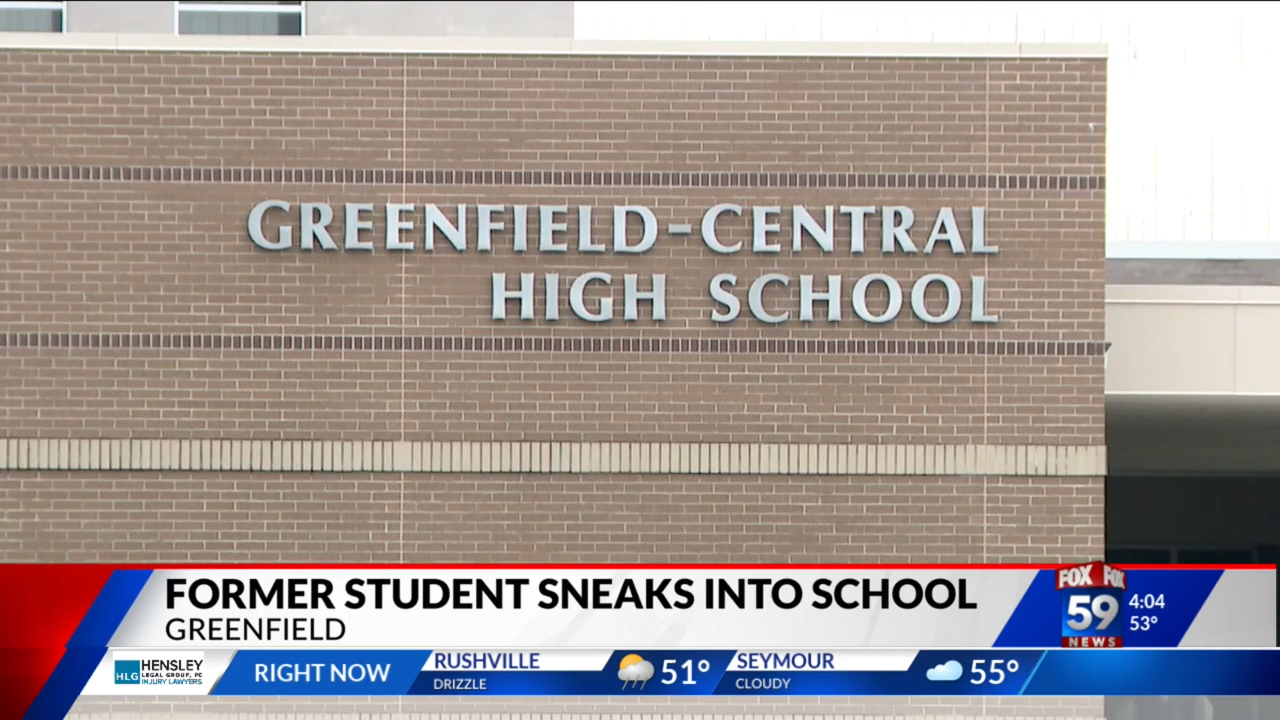 GREENFIELD-CENTRAL
HIGH SCHOOL
FORMER STUDENT SNEAKS INTO SCHOOL
GREENFIELD
FOX FOX
59
NEWS
4:04
53°
HLG HENSLEY
LEGAL GROUP, PC
INJURY LAWYERS
RIGHT NOW
RUSHVILLE
DRIZZLE
51°
SEYMOUR
CLOUDY
55°